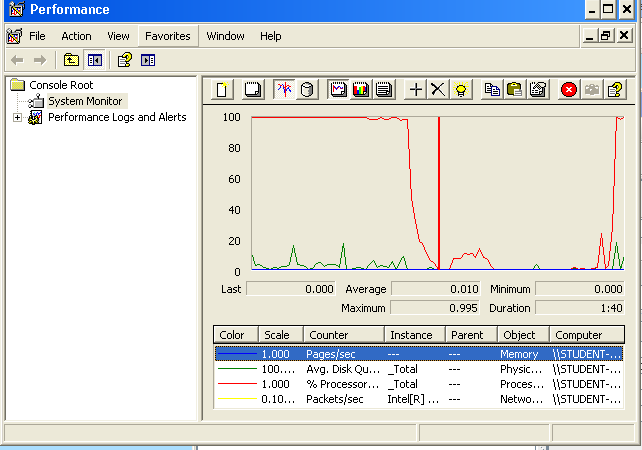 Performance
File Action View Favorites Window Help
Console Root
System Monitor
Performance Logs and Alerts
100
80
60
40
20
0
Last 0.000 Average 0.010 Minimum 0.000
Maximum 0.995 Duration 1:40
Color Scale Counter Instance Parent Object Computer
1.000 Pages/sec --- --- Memory \\STUDENT-...
100.... Avg. Disk Qu... _Total --- Physic... \\STUDENT-...
1.000 % Processor... _Total --- Proces... \\STUDENT-...
0.10... Packets/sec Intel[R] ... --- Netwo... \\STUDENT-...